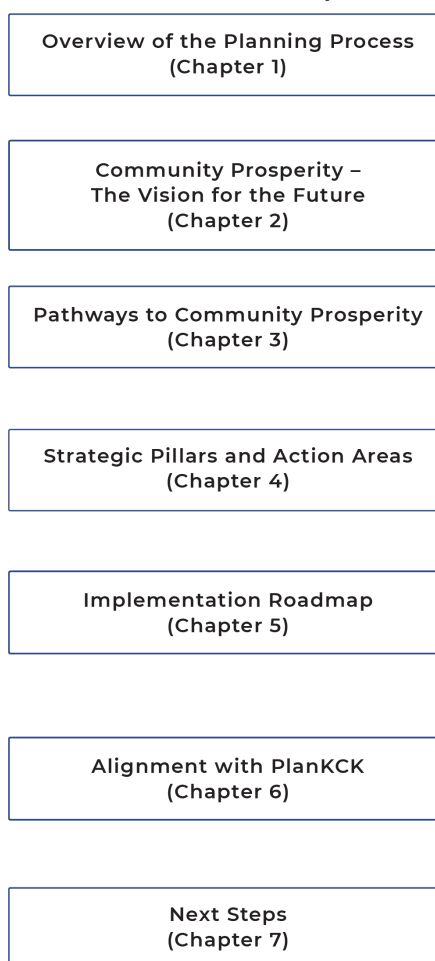 Overview of the Planning Process
(Chapter 1)
Community Prosperity –
The Vision for the Future
(Chapter 2)
Pathways to Community Prosperity
(Chapter 3)
Strategic Pillars and Action Areas
(Chapter 4)
Implementation Roadmap
(Chapter 5)
Alignment with PlanKCK
(Chapter 6)
Next Steps
(Chapter 7)